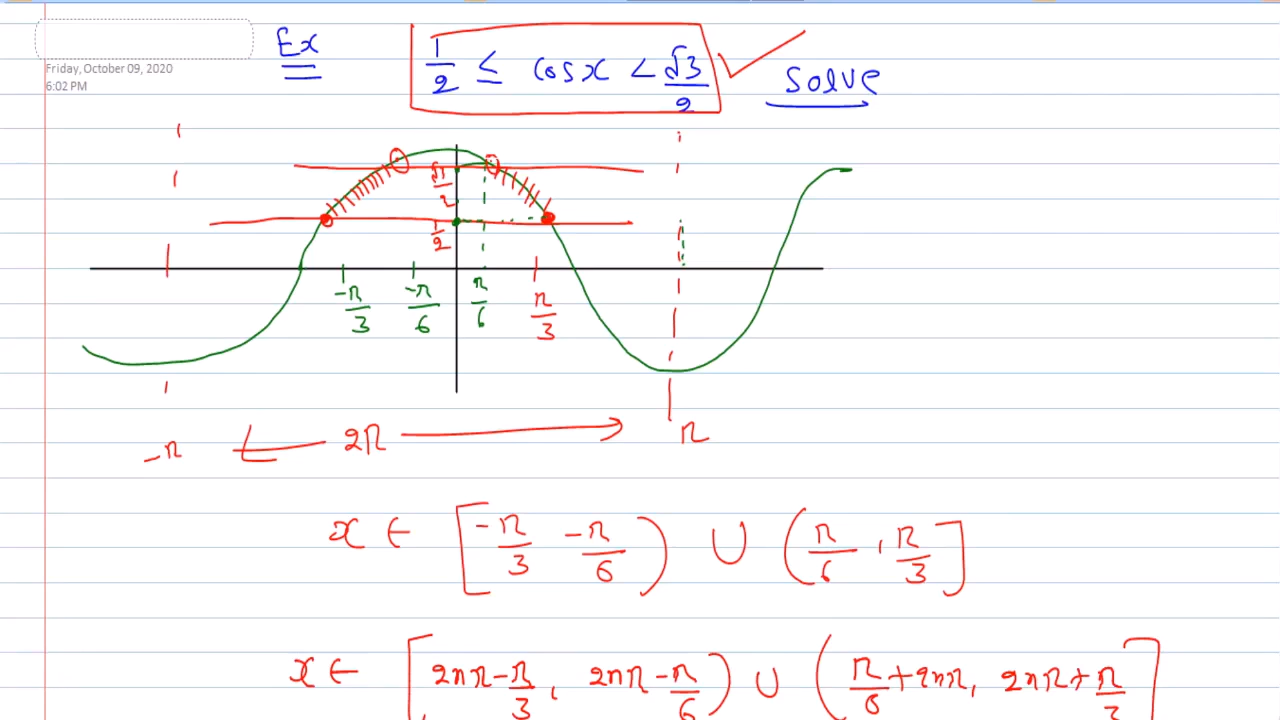 Ex 1/2 ≤ cosx < √3/2 Solve
Friday, October 09, 2020
6:02 PM
√3/2
1/2
-π/3 -π/6 π/6 π/3
-π 2π π
x ∈ [-π/3 -π/6) ∪ (π/6, π/3]
x ∈ [2nπ-π/3, 2nπ-π/6) ∪ (π/6+2nπ, 2nπ+π/3]